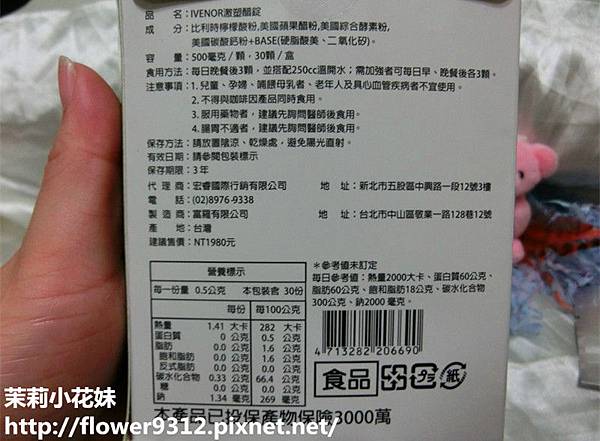 品　名：IVENOR激塑醋錠
成　分：比利時檸檬酸粉,美國蘋果醋粉,美國綜合酵素粉,
美國碳酸鈣粉+BASE(硬脂酸美、二氧化矽)。
容　量：500毫克/顆，30顆/盒
食用方法：每日晚餐後3顆，並搭配250cc溫開水；需加強者可每日早、晚餐後各3顆。
注意事項：1.兒童、孕婦、哺餵母乳者、老年人及具心血管疾病者不宜使用。
2.不得與咖啡因產品同時食用。
3.服用藥物者，建議先詢問醫師後食用。
4.腸胃不適者，建議先詢問醫師後食用。
保存方法：請放置陰涼、乾燥處，避免陽光直射。
有效日期：請參閱包裝標示
保存期限：3 年
代 理 商：宏睿國際行銷有限公司　地　址：新北市五股區中興路一段12號3樓
電　話：(02)8976-9338
製 造 商：富羅有限公司　地　址：台北市中山區敬業一路128巷12號
產　地：台灣
建議售價：NT1980元
營養標示
每一份量 0.5公克　本包裝含 30份
每份　每100公克
熱量 1.41 大卡 282 大卡
蛋白質 0 公克 0.5 公克
脂肪 0 公克 1.6 公克
飽和脂肪 0 公克 1.6 公克
反式脂肪 0 公克 0 公克
碳水化合物 0.33 公克 66.4 公克
糖 0 公克 0 公克
鈉 1.34 毫克 269 毫克
＊參考值未訂定
每日參考值：熱量2000大卡、蛋白質60公克、
脂肪60公克、飽和脂肪18公克、碳水化合物
300公克、鈉2000 毫克。
4 713282 206690
食品 紙
本產品已投保產物保險3000萬
茉莉小花妹
http://flower9312.pixnet.net/